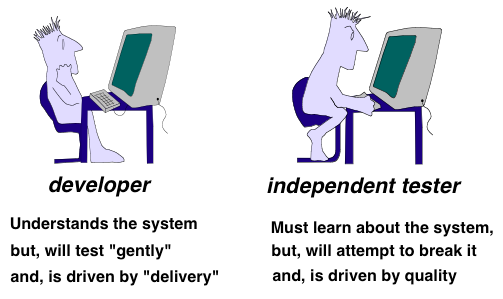 developer
Understands the system
but, will test "gently"
and, is driven by "delivery"
independent tester
Must learn about the system,
but, will attempt to break it
and, is driven by quality